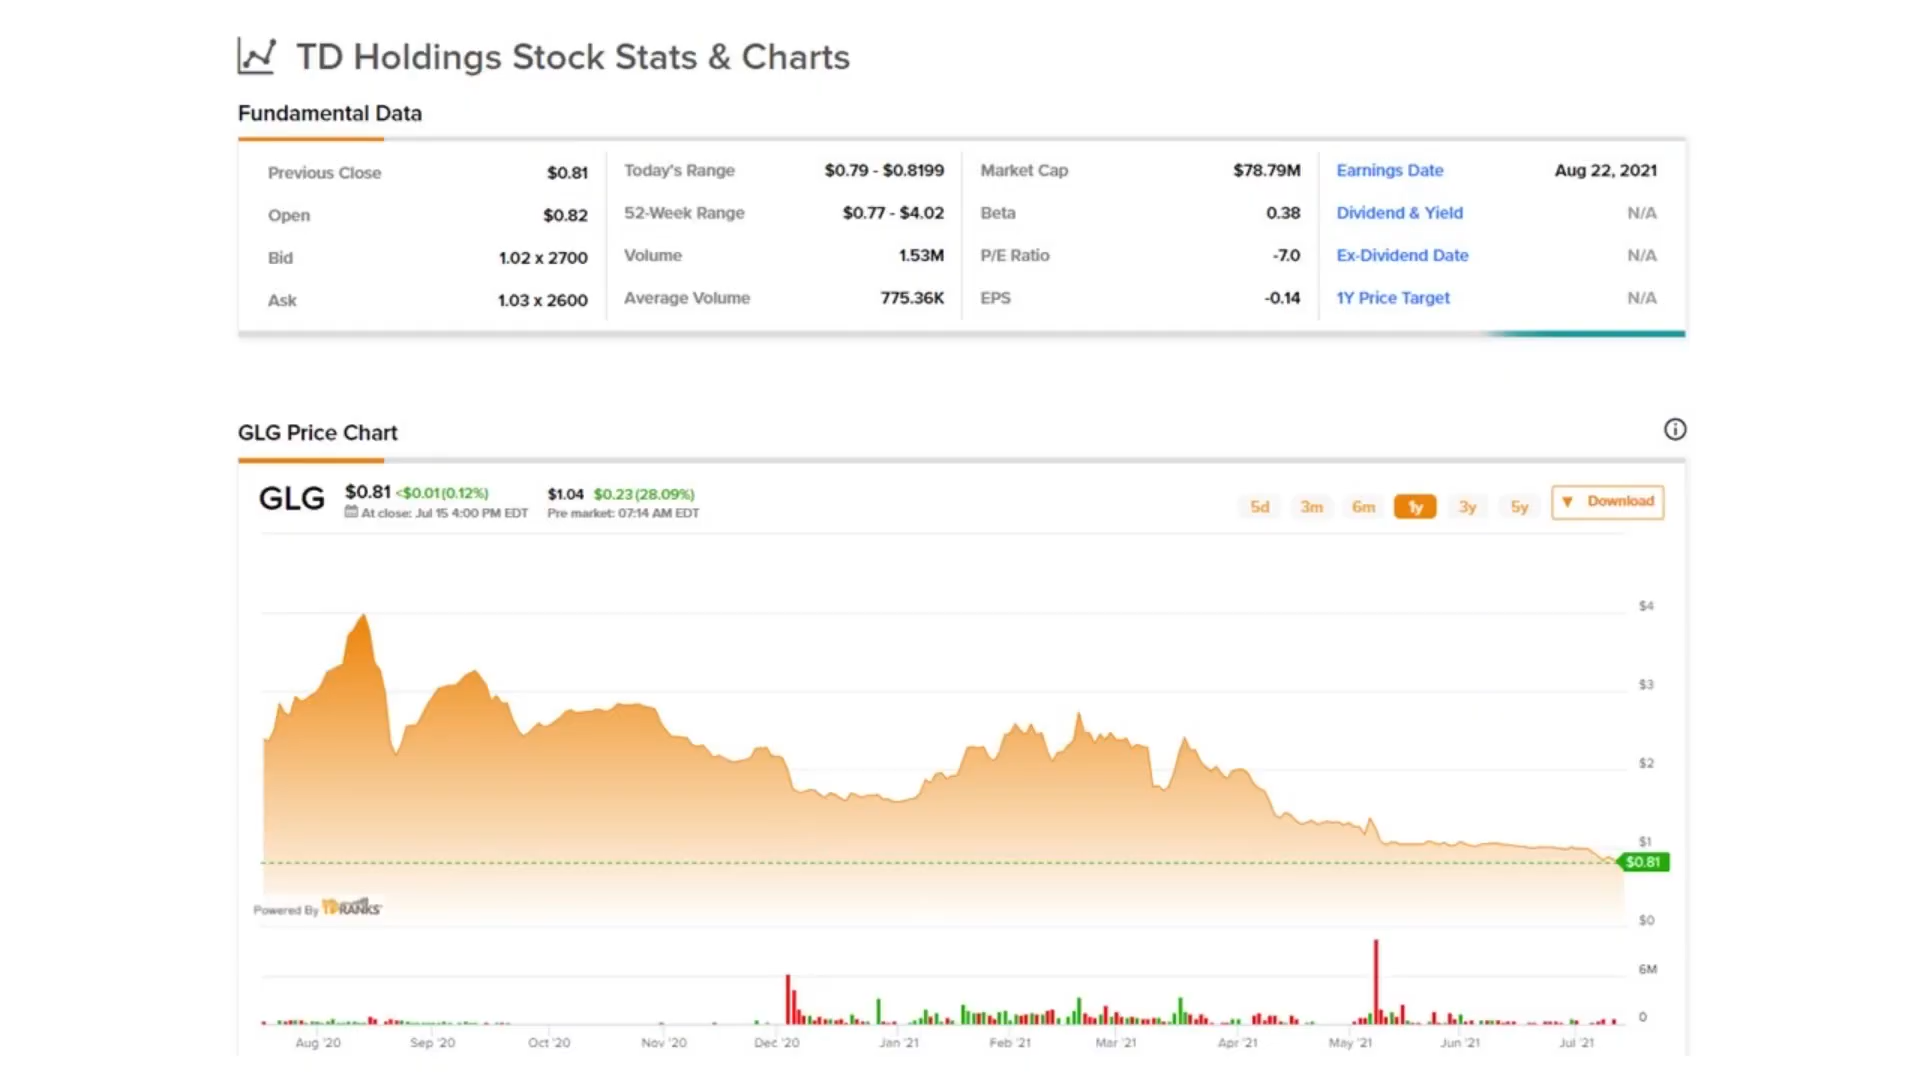 TD Holdings Stock Stats & Charts
Fundamental Data
Previous Close $0.81 Today's Range $0.79 - $0.8199 Market Cap $78.79M Earnings Date Aug 22, 2021
Open $0.82 52-Week Range $0.77 - $4.02 Beta 0.38 Dividend & Yield N/A
Bid 1.02 x 2700 Volume 1.53M P/E Ratio -7.0 Ex-Dividend Date N/A
Ask 1.03 x 2600 Average Volume 775.36K EPS -0.14 1Y Price Target N/A
GLG Price Chart
GLG $0.81 <$0.01(0.12%) $1.04 $0.23(28.09%)
At close: Jul 15 4:00 PM EDT Pre market: 07:14 AM EDT
5d 3m 6m 1y 3y 5y Download
$4
$3
$2
$1
$0.81
Powered By RANKS
$0
6M
0
Aug '20 Sep '20 Oct '20 Nov '20 Dec '20 Jan '21 Feb '21 Mar '21 Apr '21 May '21 Jun '21 Jul '21